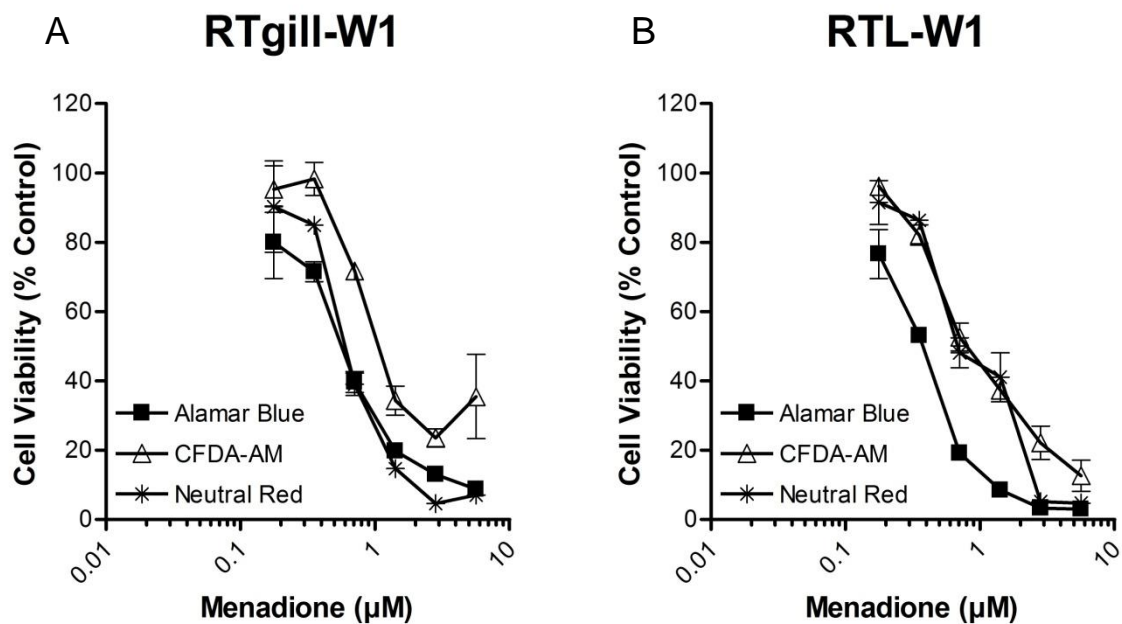 A
RTgill-W1
Cell Viability (% Control)
120
100
80
60
40
20
0
Alamar Blue
CFDA-AM
Neutral Red
0.01
0.1
1
10
Menadione (µM)
B
RTL-W1
Cell Viability (% Control)
120
100
80
60
40
20
0
Alamar Blue
CFDA-AM
Neutral Red
0.01
0.1
1
10
Menadione (µM)